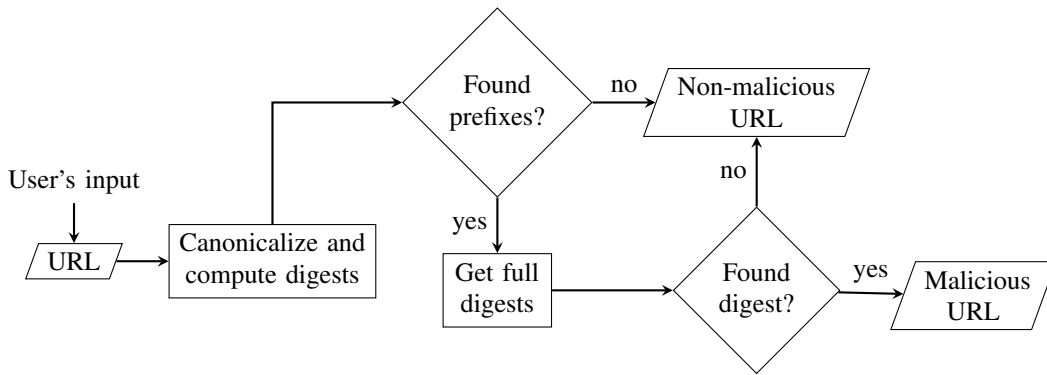 User's input
URL
Canonicalize and
compute digests
Found
prefixes?
no
Non-malicious
URL
yes
Get full
digests
Found
digest?
no
yes
Malicious
URL